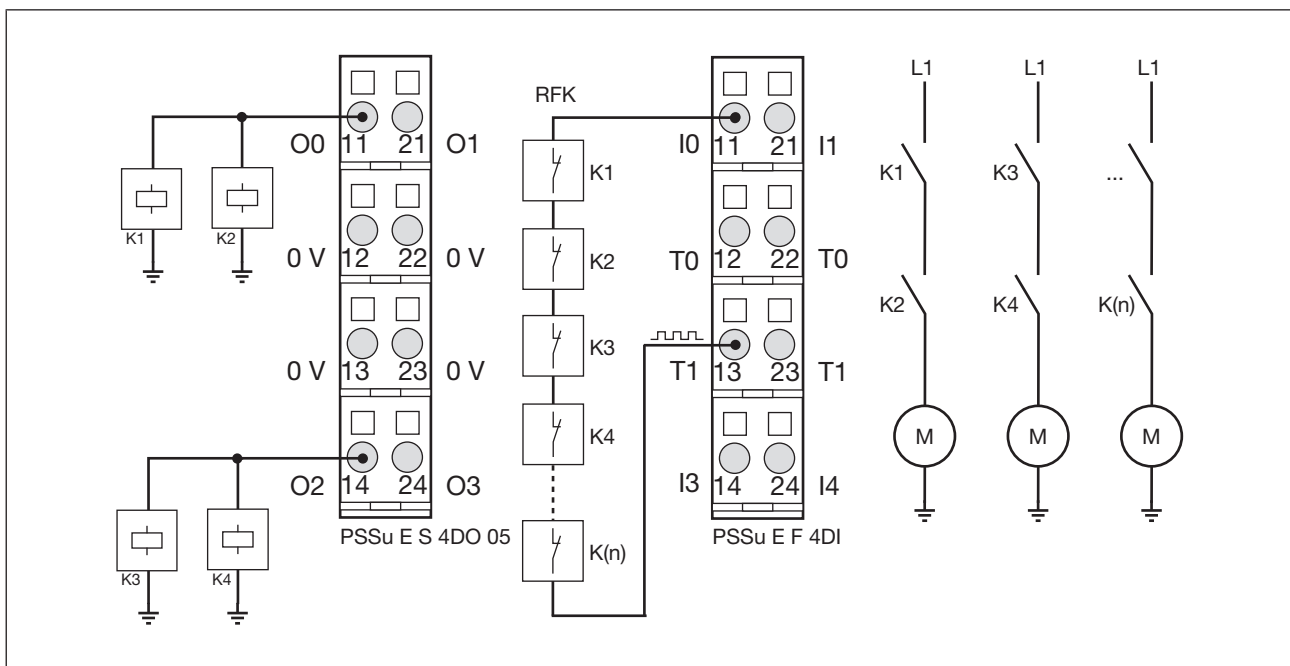 RFK
L1 L1 L1
O0 11 21 O1
I0 11 21 I1
K1
K1 K3 ...
K1 K2
K2
0 V 12 22 0 V
T0 12 22 T0
K2 K4 K(n)
K3
0 V 13 23 0 V
T1 13 23 T1
K4
M M M
O2 14 24 O3
I3 14 24 I4
PSSu E S 4DO 05
PSSu E F 4DI
K(n)
K3 K4